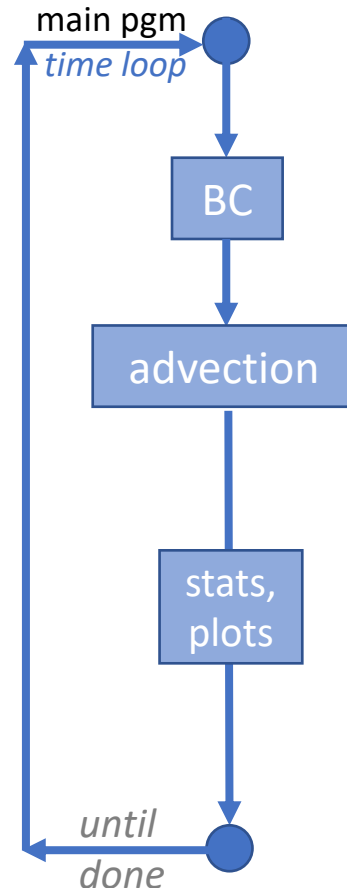 main pgm
time loop
BC
advection
stats,
plots
until
done